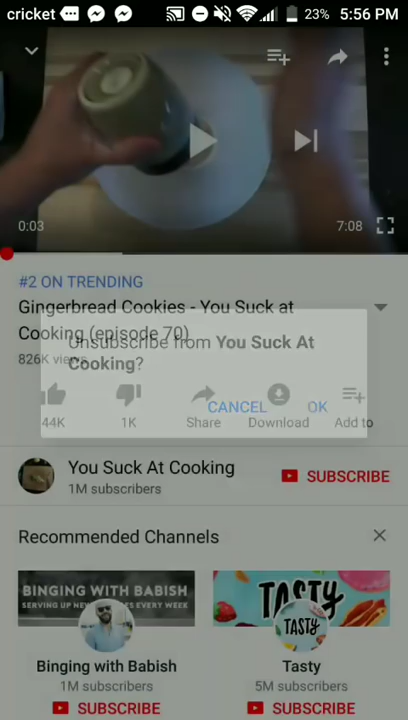 cricket 23% 5:56 PM
0:03 7:08
#2 ON TRENDING
Gingerbread Cookies - You Suck at
Cooking (episode 70)
826K views
Unsubscribe from You Suck At
Cooking?
CANCEL OK
44K 1K Share Download Add to
You Suck At Cooking
1M subscribers
SUBSCRIBE
Recommended Channels
BINGING WITH BABISH
TASTY
TASTY
Binging with Babish
1M subscribers
SUBSCRIBE
Tasty
5M subscribers
SUBSCRIBE